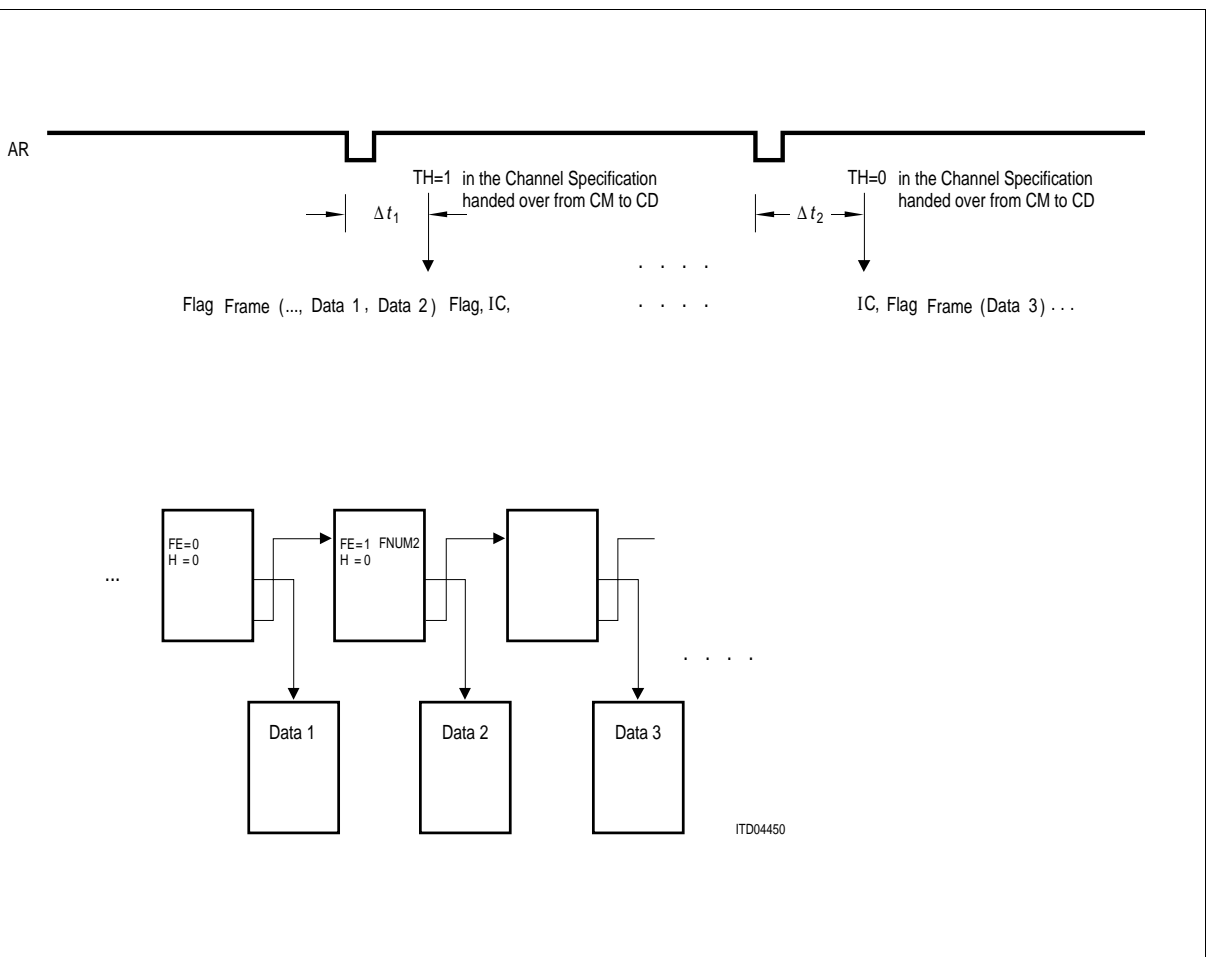 AR
TH=1 in the Channel Specification
handed over from CM to CD
TH=0 in the Channel Specification
handed over from CM to CD
Δt1
Δt2
. . . .
Flag Frame (..., Data 1, Data 2) Flag, IC,
. . . .
IC, Flag Frame (Data 3) . . .
FE=0
H =0
FE=1 FNUM2
H =0
...
. . . .
Data 1
Data 2
Data 3
ITD04450